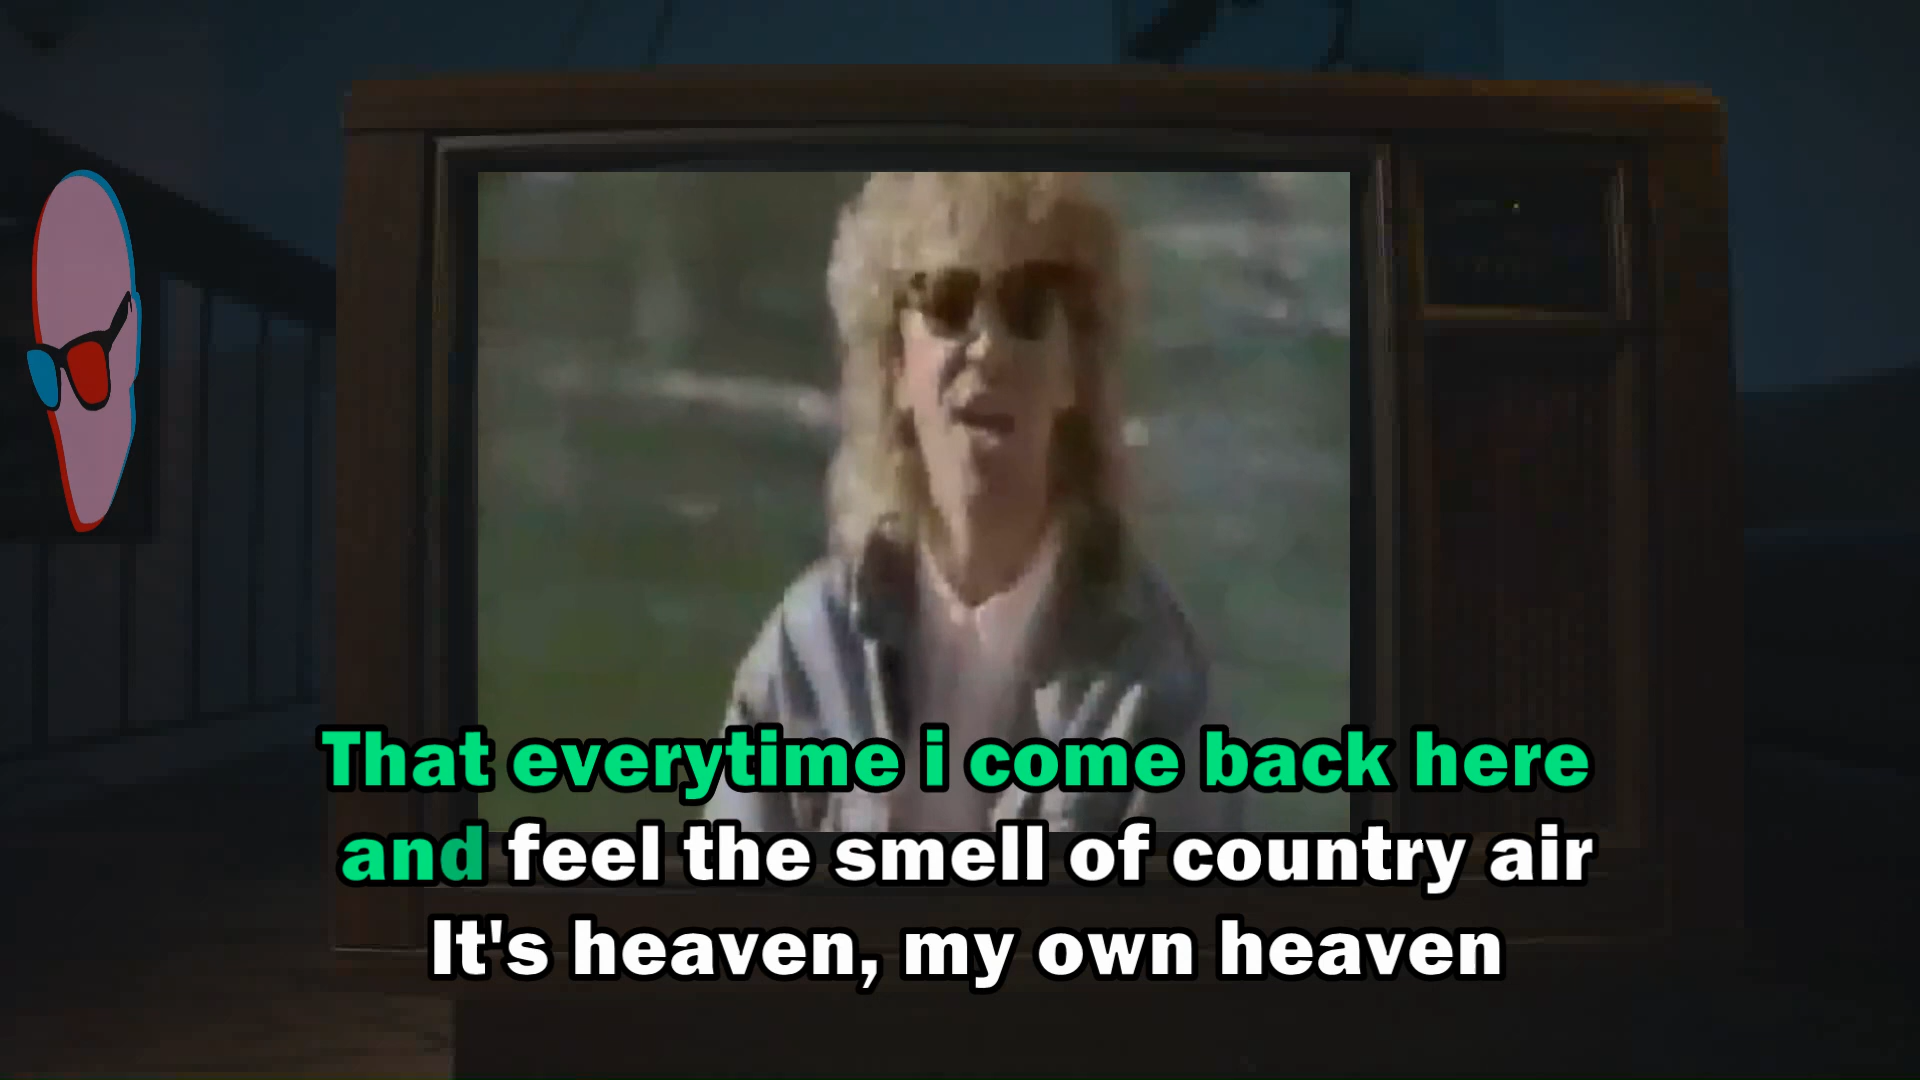 That everytime i come back here
and feel the smell of country air
It's heaven, my own heaven